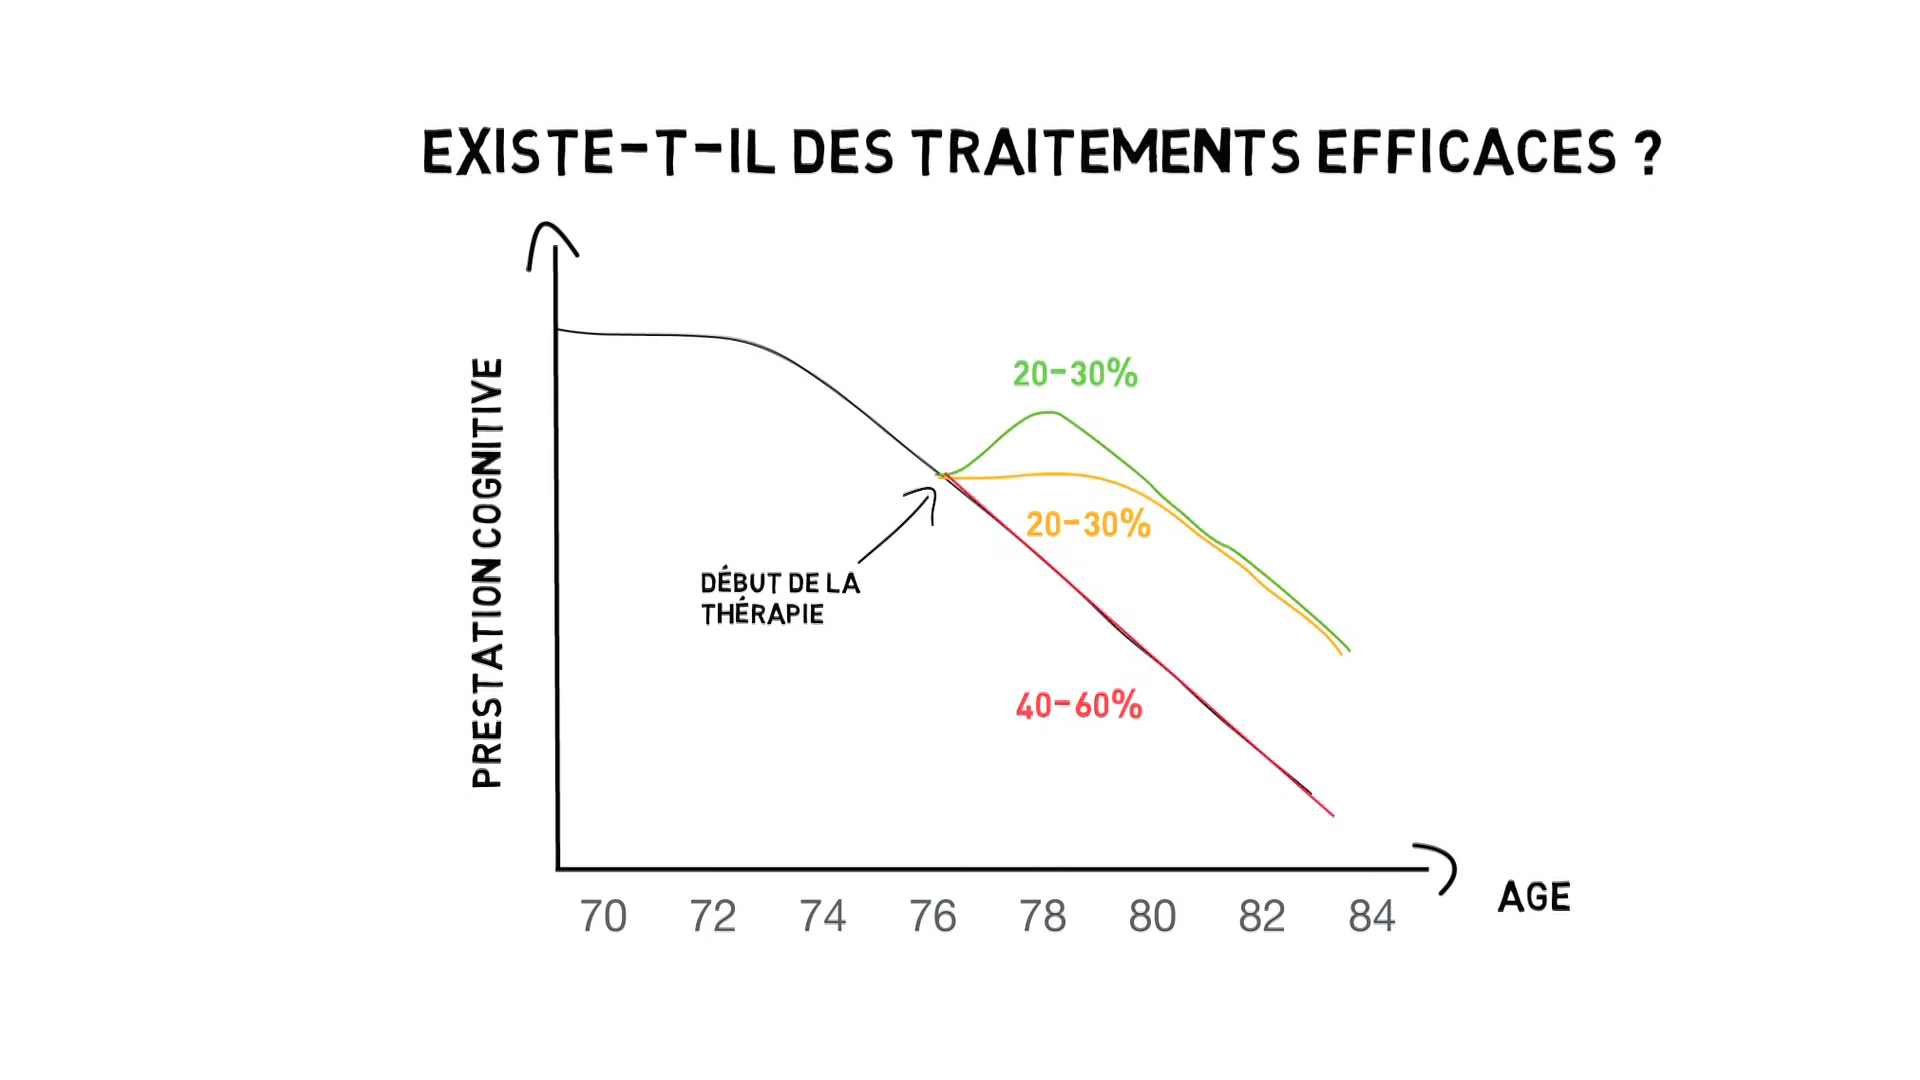 EXISTE-T-IL DES TRAITEMENTS EFFICACES ?
PRESTATION COGNITIVE
20-30%
20-30%
DÉBUT DE LA
THÉRAPIE
40-60%
70 72 74 76 78 80 82 84
AGE